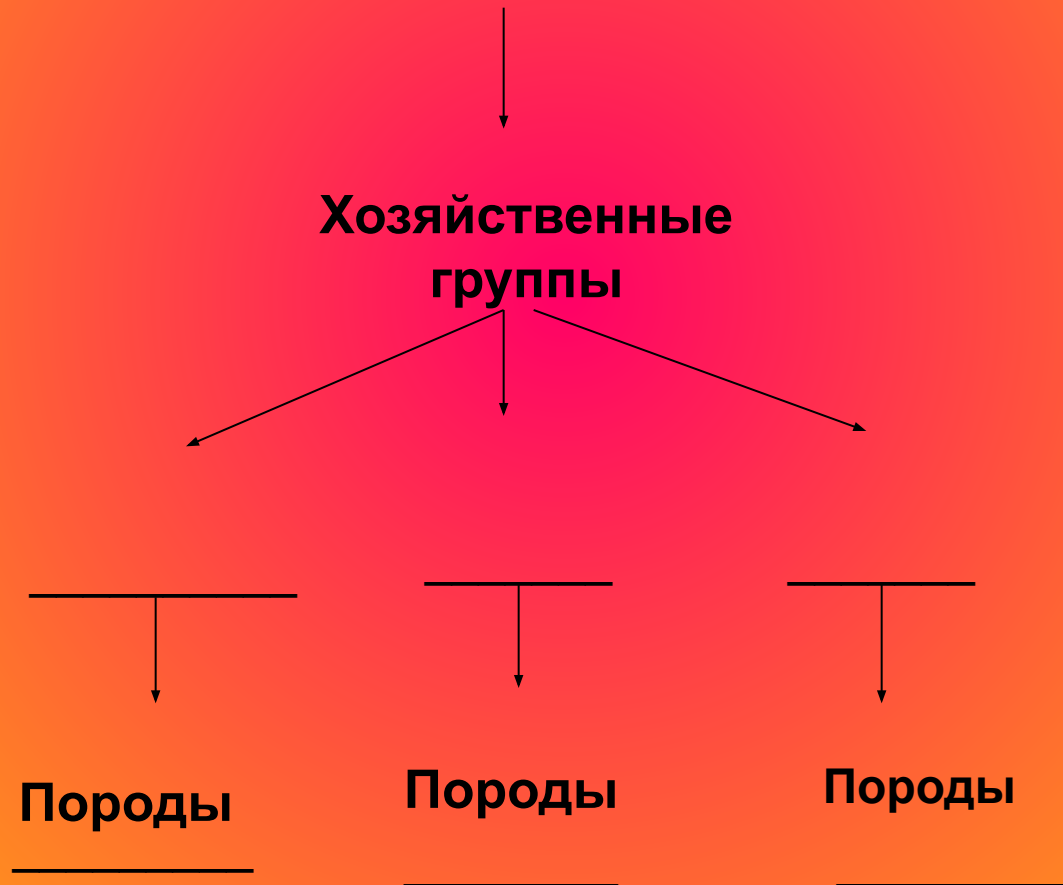 Хозяйственные
группы
Породы
Породы
Породы